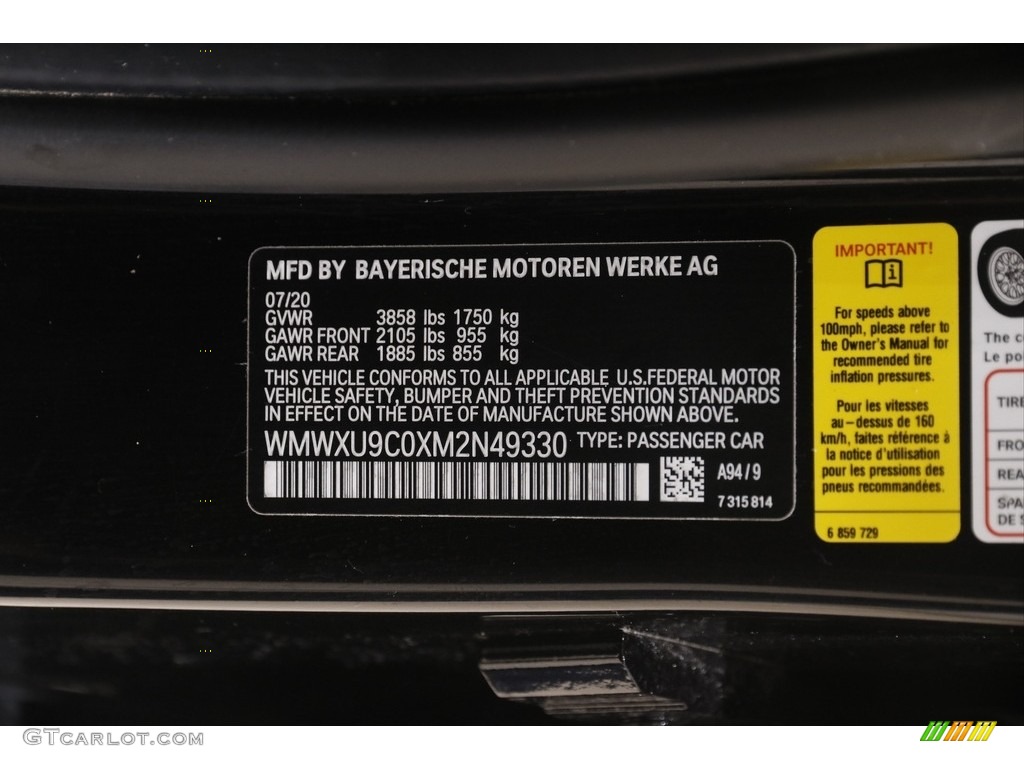 MFD BY BAYERISCHE MOTOREN WERKE AG
07/20
GVWR 3858 lbs 1750 kg
GAWR FRONT 2105 lbs 955 kg
GAWR REAR 1885 lbs 855 kg
THIS VEHICLE CONFORMS TO ALL APPLICABLE U.S.FEDERAL MOTOR
VEHICLE SAFETY, BUMPER AND THEFT PREVENTION STANDARDS
IN EFFECT ON THE DATE OF MANUFACTURE SHOWN ABOVE.
WMWXU9C0XM2N49330 TYPE: PASSENGER CAR
A94/9
7 315 814
IMPORTANT!
For speeds above
100mph, please refer to
the Owner's Manual for
recommended tire
inflation pressures.
Pour les vitesses
au-dessus de 160
km/h, faites référence à
la notice d'utilisation
pour les pressions des
pneus recommandées.
6 859 729
The
Le
DE
GTCARLOT.COM